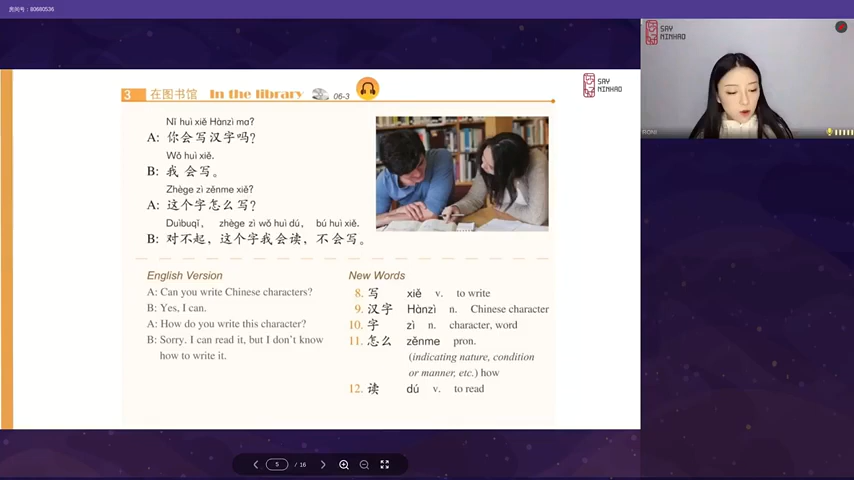 房间号：80680536
SAY
NINHAO
SAY
NINHAO
3 在图书馆 In the library 06-3
Nǐ huì xiě Hànzì ma?
A: 你会写汉字吗？
Wǒ huì xiě.
B: 我会写。
Zhège zì zěnme xiě?
A: 这个字怎么写？
Duìbuqǐ, zhège zì wǒ huì dú, bú huì xiě.
B: 对不起，这个字我会读，不会写。
English Version
A: Can you write Chinese characters?
B: Yes, I can.
A: How do you write this character?
B: Sorry. I can read it, but I don't know
how to write it.
New Words
8. 写 xiě v. to write
9. 汉字 Hànzì n. Chinese character
10. 字 zì n. character, word
11. 怎么 zěnme pron.
(indicating nature, condition
or manner, etc.) how
12. 读 dú v. to read
5 / 16